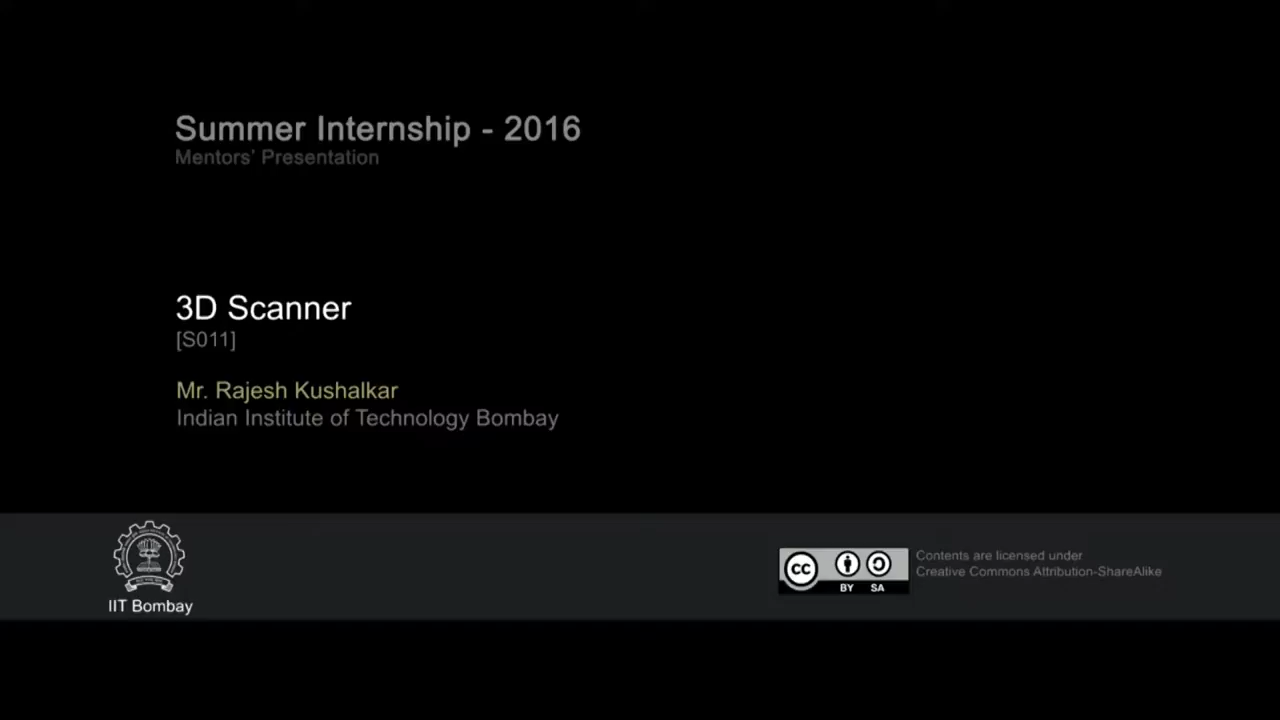 Summer Internship - 2016
Mentors' Presentation
3D Scanner
[S011]
Mr. Rajesh Kushalkar
Indian Institute of Technology Bombay
IIT Bombay
cc
BY SA
Contents are licensed under
Creative Commons Attribution-ShareAlike